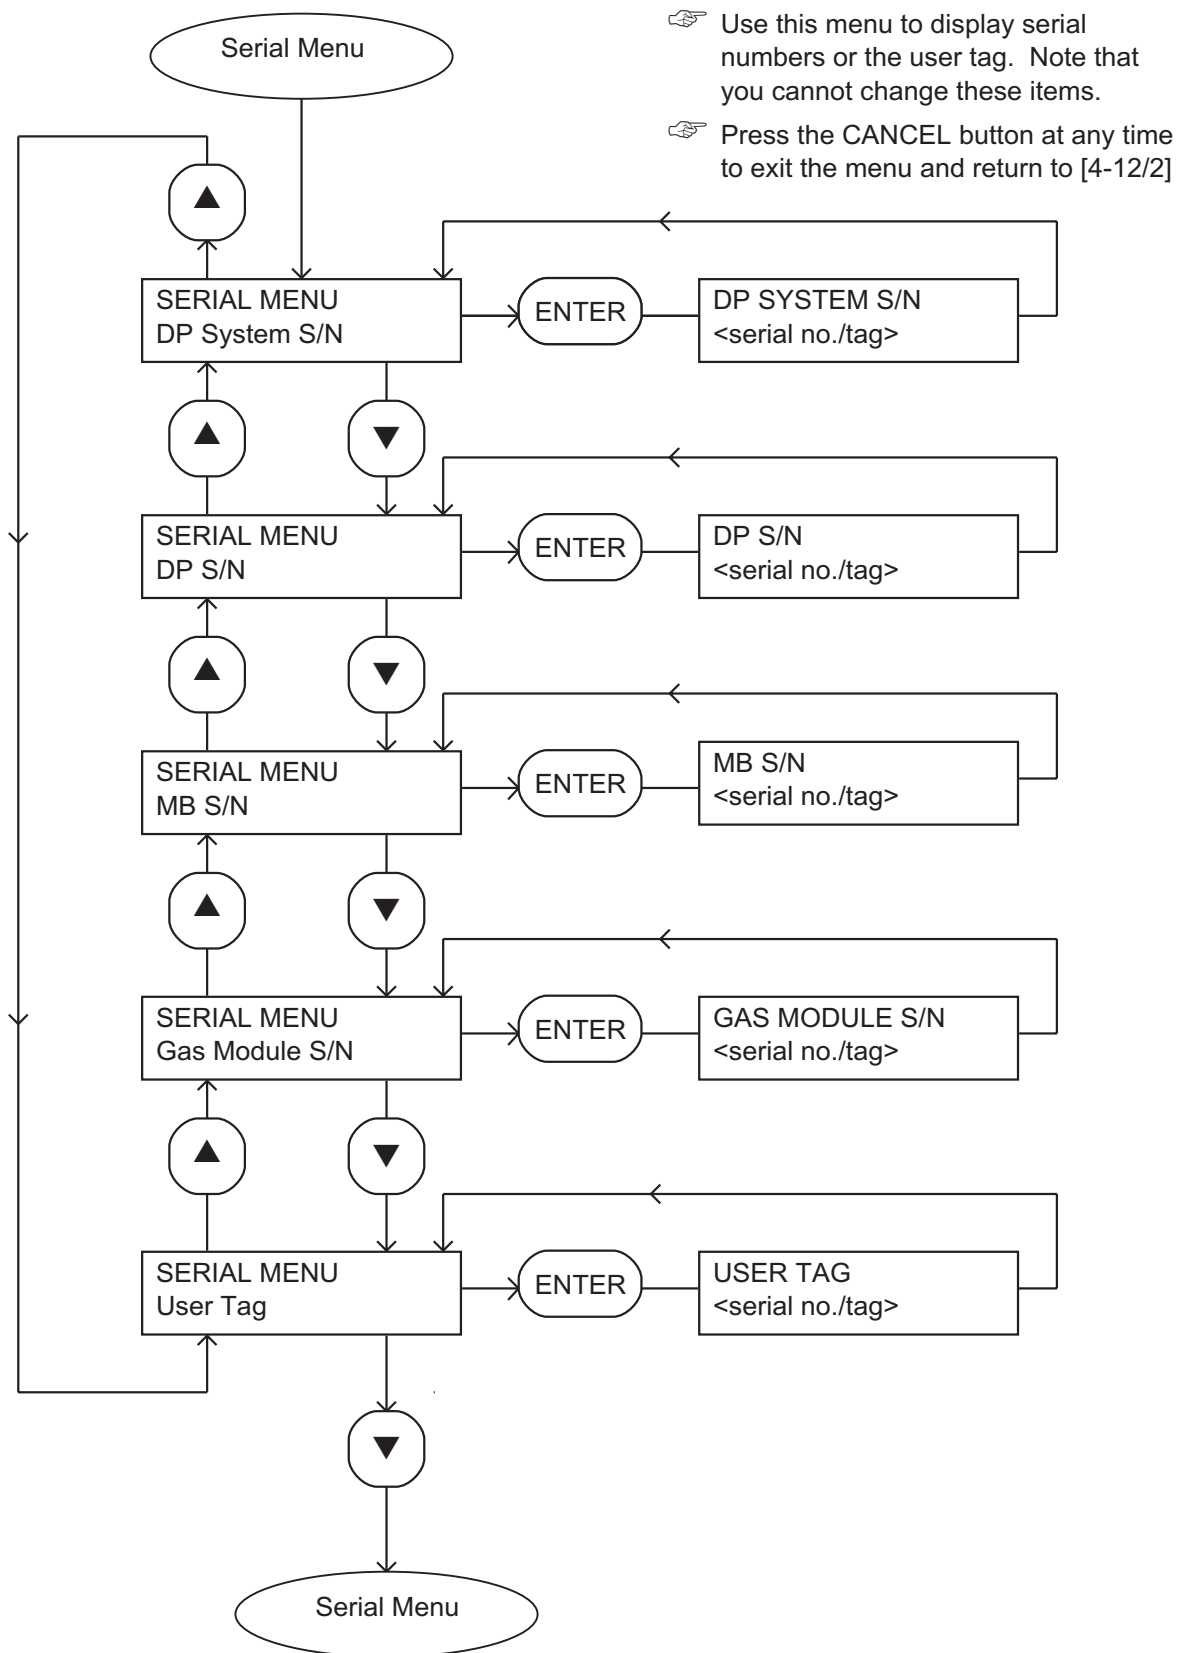 Serial Menu
☞ Use this menu to display serial
numbers or the user tag. Note that
you cannot change these items.
☞ Press the CANCEL button at any time
to exit the menu and return to [4-12/2]
▲
SERIAL MENU
DP System S/N
ENTER
DP SYSTEM S/N
<serial no./tag>
▲
▼
SERIAL MENU
DP S/N
ENTER
DP S/N
<serial no./tag>
▲
▼
SERIAL MENU
MB S/N
ENTER
MB S/N
<serial no./tag>
▲
▼
SERIAL MENU
Gas Module S/N
ENTER
GAS MODULE S/N
<serial no./tag>
▲
▼
SERIAL MENU
User Tag
ENTER
USER TAG
<serial no./tag>
▼
Serial Menu